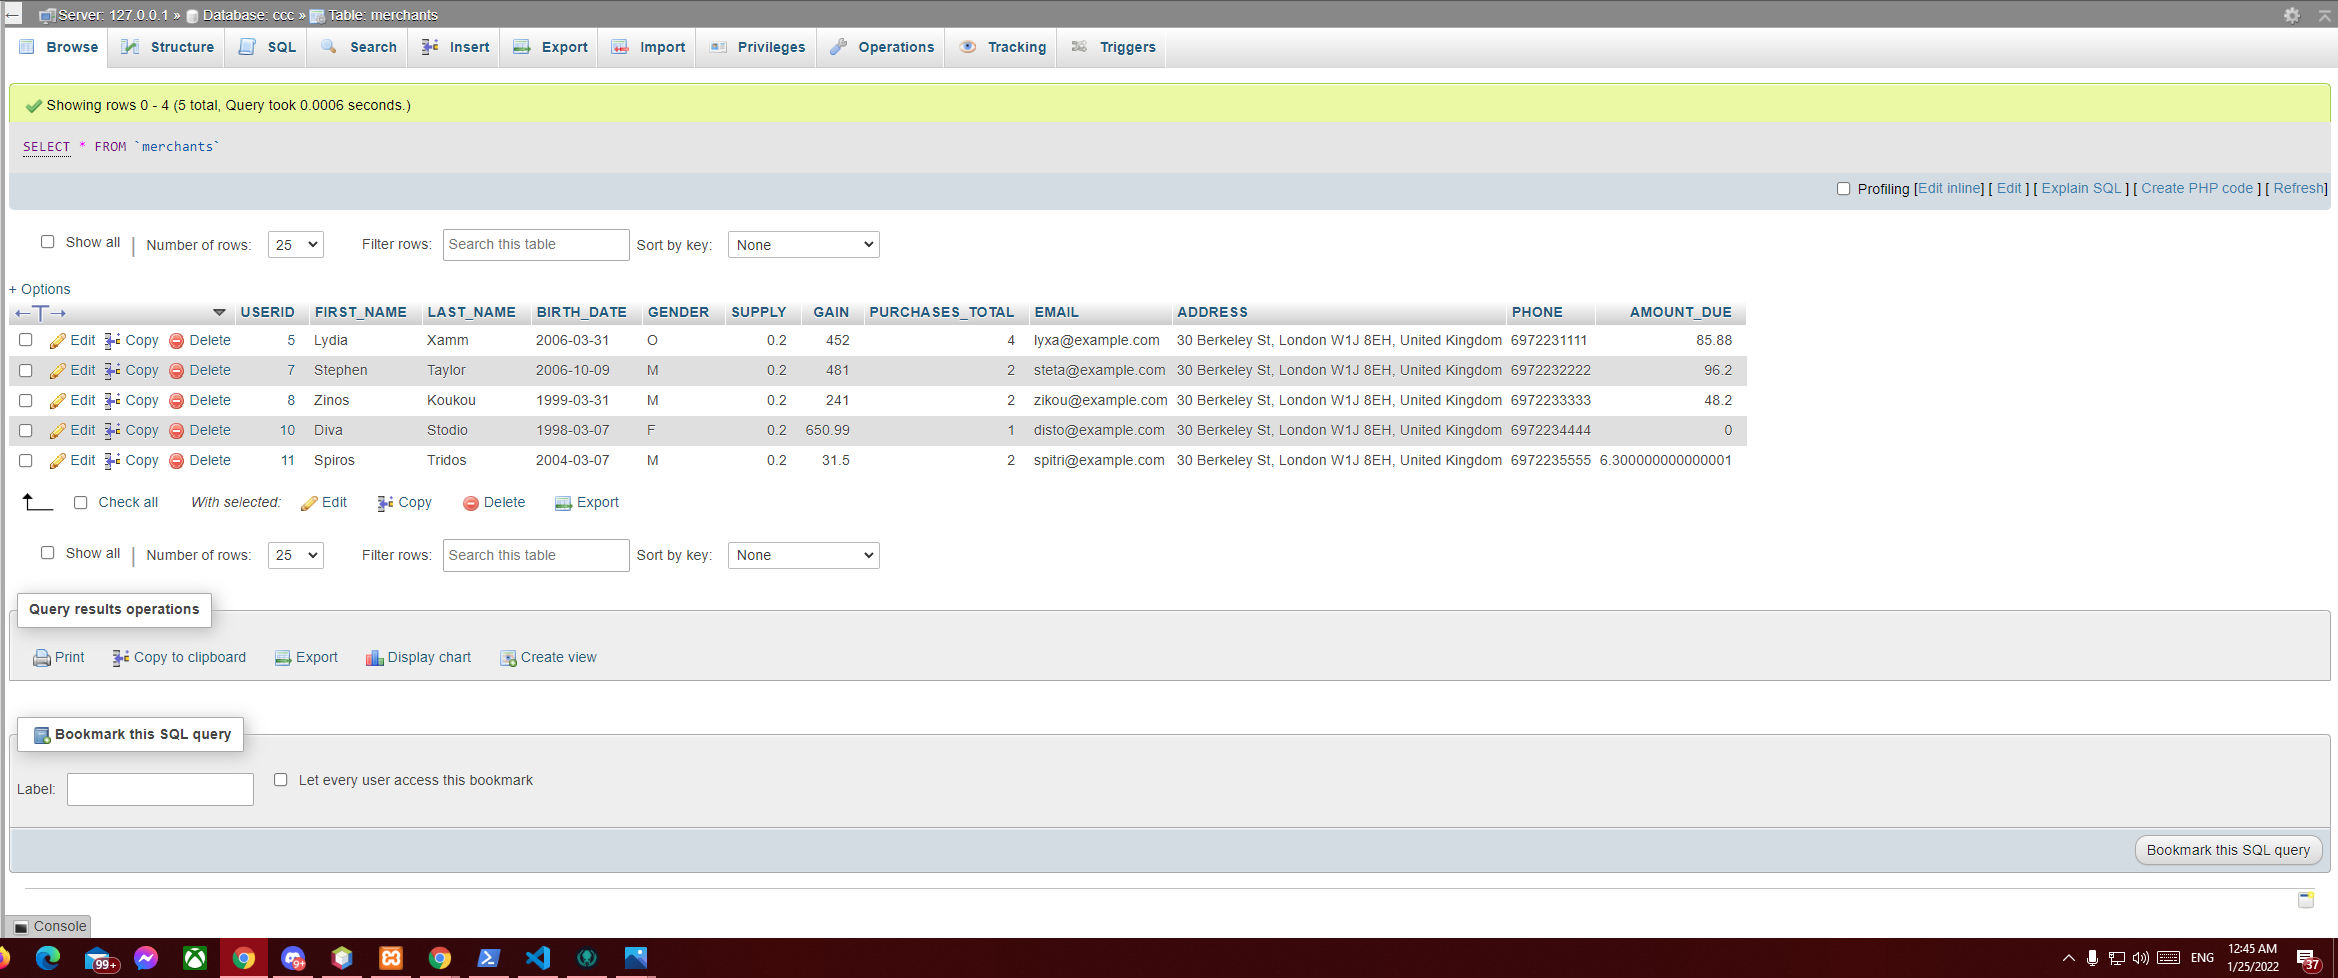 Server: 127.0.0.1 » Database: ccc » Table: merchants
Browse Structure SQL Search Insert Export Import Privileges Operations Tracking Triggers
Showing rows 0 - 4 (5 total, Query took 0.0006 seconds.)
SELECT * FROM `merchants`
Profiling [Edit inline] [ Edit ] [ Explain SQL ] [ Create PHP code ] [ Refresh]
Show all | Number of rows: 25 Filter rows: Search this table Sort by key: None
+ Options
USERID FIRST_NAME LAST_NAME BIRTH_DATE GENDER SUPPLY GAIN PURCHASES_TOTAL EMAIL ADDRESS PHONE AMOUNT_DUE
Edit Copy Delete 5 Lydia Xamm 2006-03-31 O 0.2 452 4 lyxa@example.com 30 Berkeley St, London W1J 8EH, United Kingdom 6972231111 85.88
Edit Copy Delete 7 Stephen Taylor 2006-10-09 M 0.2 481 2 steta@example.com 30 Berkeley St, London W1J 8EH, United Kingdom 6972232222 96.2
Edit Copy Delete 8 Zinos Koukou 1999-03-31 M 0.2 241 2 zikou@example.com 30 Berkeley St, London W1J 8EH, United Kingdom 6972233333 48.2
Edit Copy Delete 10 Diva Stodio 1998-03-07 F 0.2 650.99 1 disto@example.com 30 Berkeley St, London W1J 8EH, United Kingdom 6972234444 0
Edit Copy Delete 11 Spiros Tridos 2004-03-07 M 0.2 31.5 2 spitri@example.com 30 Berkeley St, London W1J 8EH, United Kingdom 6972235555 6.300000000000001
Check all With selected: Edit Copy Delete Export
Show all | Number of rows: 25 Filter rows: Search this table Sort by key: None
Query results operations
Print Copy to clipboard Export Display chart Create view
Bookmark this SQL query
Label: Let every user access this bookmark
Bookmark this SQL query
Console
99+ 9+ ENG 12:45 AM
1/25/2022 37